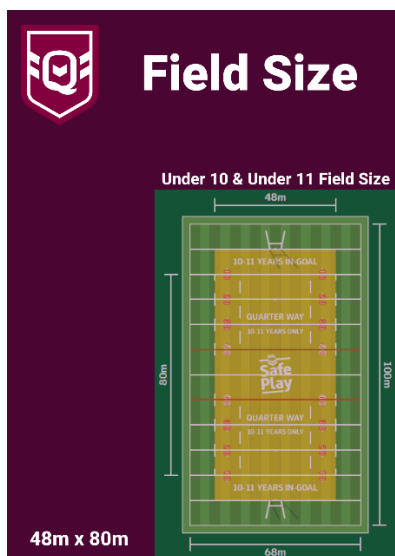 Q
Field Size
Under 10 & Under 11 Field Size
48m
10-11 YEARS IN-GOAL
QUARTER WAY
10-11 YEARS ONLY
80m
Safe
Play
100m
QUARTER WAY
10-11 YEARS ONLY
10-11 YEARS IN-GOAL
48m x 80m
68m